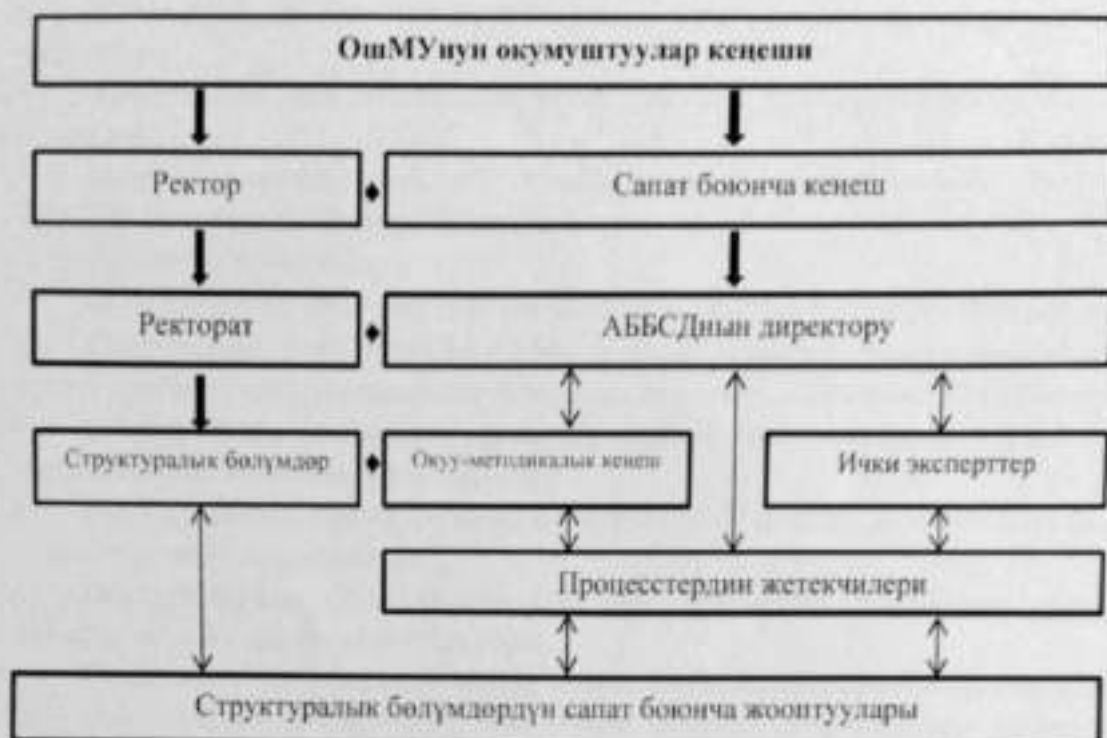 ОшМУнун окумуштуулар кеңеши
Ректор
Сапат боюнча кеңеш
Ректорат
АББСДнын директору
Структуралык бөлүмдөр
Окуу-методикалык кеңеш
Ички эксперттер
Процесстердин жетекчилери
Структуралык бөлүмдөрдүн сапат боюнча жооптуулары